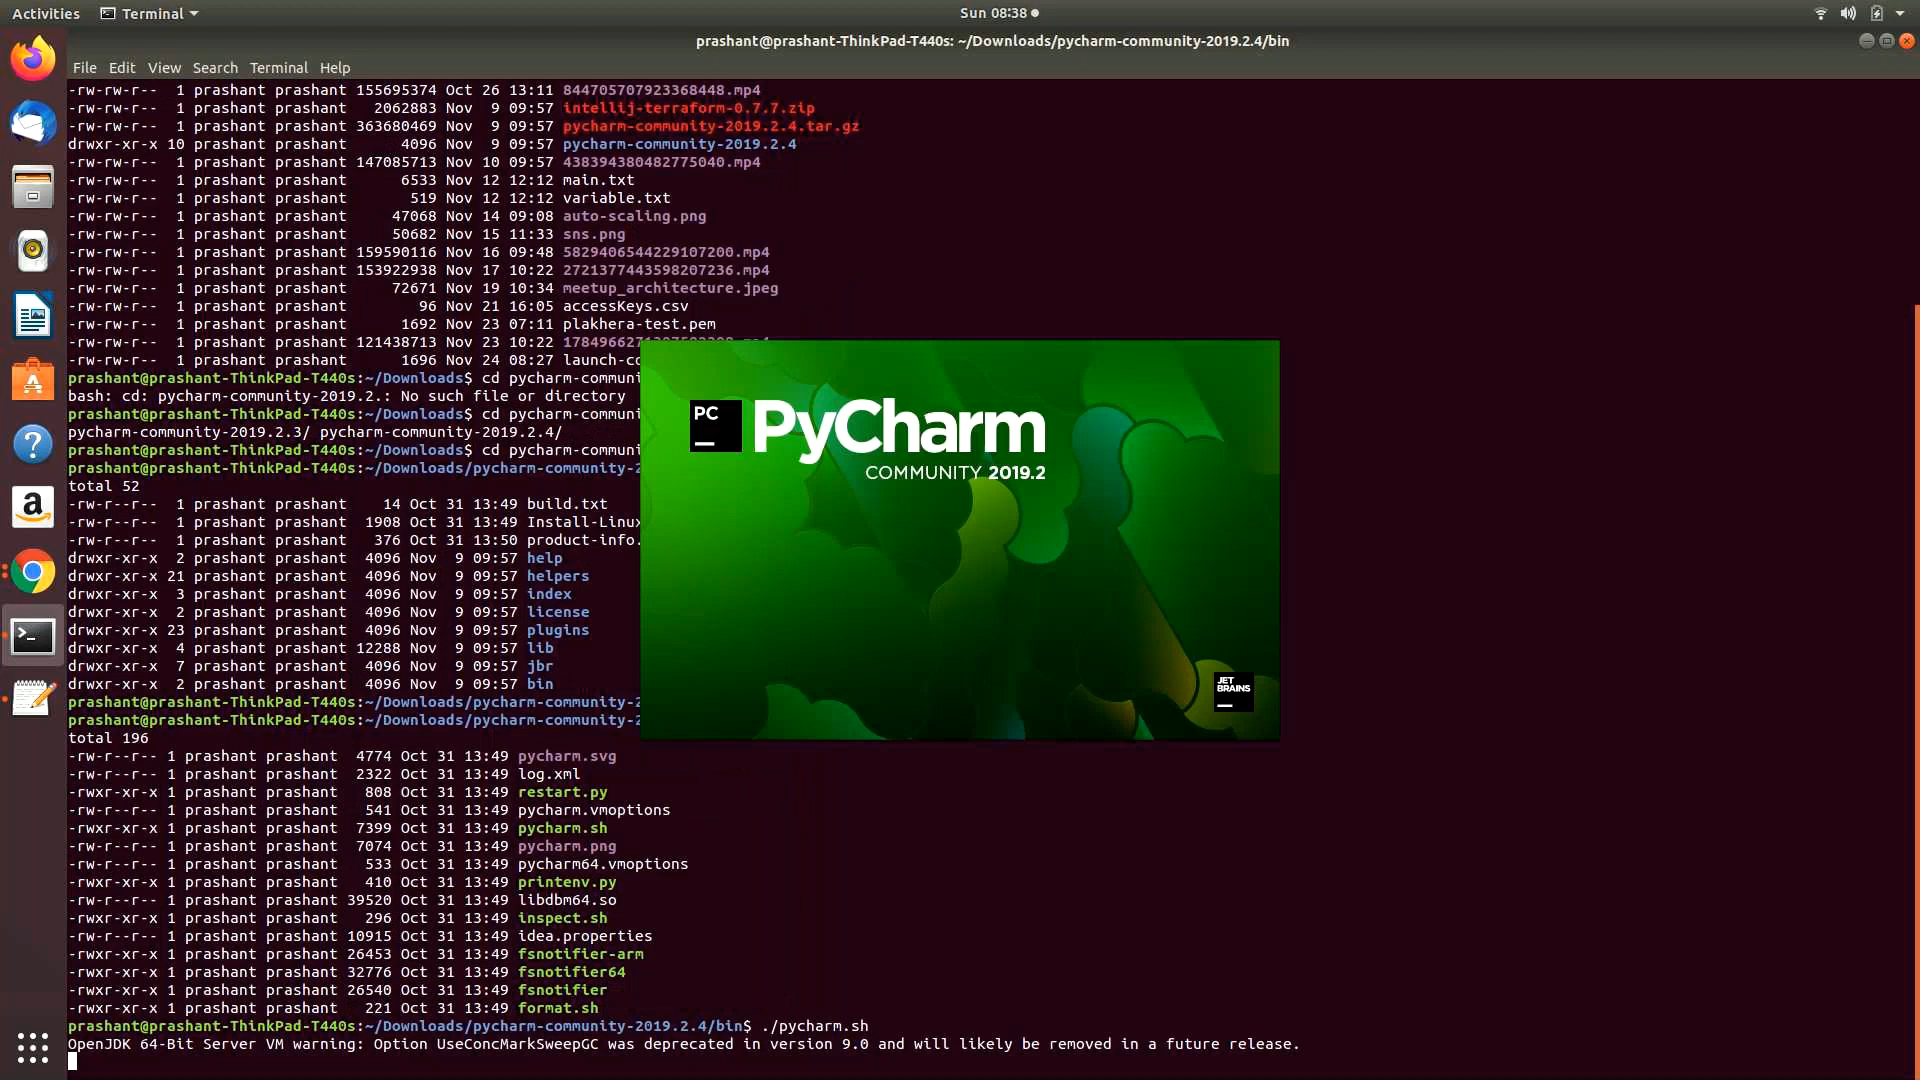 Activities Terminal Sun 08:38
prashant@prashant-ThinkPad-T440s: ~/Downloads/pycharm-community-2019.2.4/bin
File Edit View Search Terminal Help
-rw-rw-r-- 1 prashant prashant 155695374 Oct 26 13:11 844705707923368448.mp4
-rw-rw-r-- 1 prashant prashant 2062883 Nov 9 09:57 intellij-terraform-0.7.7.zip
-rw-rw-r-- 1 prashant prashant 363680469 Nov 9 09:57 pycharm-community-2019.2.4.tar.gz
drwxr-xr-x 10 prashant prashant 4096 Nov 9 09:57 pycharm-community-2019.2.4
-rw-rw-r-- 1 prashant prashant 147085713 Nov 10 09:57 438394380482775040.mp4
-rw-rw-r-- 1 prashant prashant 6533 Nov 12 12:12 main.txt
-rw-rw-r-- 1 prashant prashant 519 Nov 12 12:12 variable.txt
-rw-rw-r-- 1 prashant prashant 47068 Nov 14 09:08 auto-scaling.png
-rw-rw-r-- 1 prashant prashant 50682 Nov 15 11:33 sns.png
-rw-rw-r-- 1 prashant prashant 159590116 Nov 16 09:48 5829406544229107200.mp4
-rw-rw-r-- 1 prashant prashant 153922938 Nov 17 10:22 2721377443598207236.mp4
-rw-rw-r-- 1 prashant prashant 72671 Nov 19 10:34 meetup_architecture.jpeg
-rw-rw-r-- 1 prashant prashant 96 Nov 21 16:05 accessKeys.csv
-rw-rw-r-- 1 prashant prashant 1692 Nov 23 07:11 plakhera-test.pem
-rw-rw-r-- 1 prashant prashant 121438713 Nov 23 10:22
-rw-rw-r-- 1 prashant prashant 1696 Nov 24 08:27 launch-co
prashant@prashant-ThinkPad-T440s:~/Downloads$ cd pycharm-communi
bash: cd: pycharm-community-2019.2.: No such file or directory
prashant@prashant-ThinkPad-T440s:~/Downloads$ cd pycharm-communi
pycharm-community-2019.2.3/ pycharm-community-2019.2.4/
prashant@prashant-ThinkPad-T440s:~/Downloads$ cd pycharm-communi
prashant@prashant-ThinkPad-T440s:~/Downloads/pycharm-community-2
total 52
-rw-r--r-- 1 prashant prashant 14 Oct 31 13:49 build.txt
-rw-r--r-- 1 prashant prashant 1908 Oct 31 13:49 Install-Linux
-rw-r--r-- 1 prashant prashant 376 Oct 31 13:50 product-info.
drwxr-xr-x 2 prashant prashant 4096 Nov 9 09:57 help
drwxr-xr-x 21 prashant prashant 4096 Nov 9 09:57 helpers
drwxr-xr-x 3 prashant prashant 4096 Nov 9 09:57 index
drwxr-xr-x 2 prashant prashant 4096 Nov 9 09:57 license
drwxr-xr-x 23 prashant prashant 4096 Nov 9 09:57 plugins
drwxr-xr-x 4 prashant prashant 12288 Nov 9 09:57 lib
drwxr-xr-x 7 prashant prashant 4096 Nov 9 09:57 jbr
drwxr-xr-x 2 prashant prashant 4096 Nov 9 09:57 bin
prashant@prashant-ThinkPad-T440s:~/Downloads/pycharm-community-2
prashant@prashant-ThinkPad-T440s:~/Downloads/pycharm-community-2
total 196
-rw-r--r-- 1 prashant prashant 4774 Oct 31 13:49 pycharm.svg
-rw-r--r-- 1 prashant prashant 2322 Oct 31 13:49 log.xml
-rwxr-xr-x 1 prashant prashant 808 Oct 31 13:49 restart.py
-rw-r--r-- 1 prashant prashant 541 Oct 31 13:49 pycharm.vmoptions
-rwxr-xr-x 1 prashant prashant 7399 Oct 31 13:49 pycharm.sh
-rw-r--r-- 1 prashant prashant 7074 Oct 31 13:49 pycharm.png
-rw-r--r-- 1 prashant prashant 533 Oct 31 13:49 pycharm64.vmoptions
-rwxr-xr-x 1 prashant prashant 410 Oct 31 13:49 printenv.py
-rw-r--r-- 1 prashant prashant 39520 Oct 31 13:49 libdbm64.so
-rwxr-xr-x 1 prashant prashant 296 Oct 31 13:49 inspect.sh
-rw-r--r-- 1 prashant prashant 10915 Oct 31 13:49 idea.properties
-rwxr-xr-x 1 prashant prashant 26453 Oct 31 13:49 fsnotifier-arm
-rwxr-xr-x 1 prashant prashant 32776 Oct 31 13:49 fsnotifier64
-rwxr-xr-x 1 prashant prashant 26540 Oct 31 13:49 fsnotifier
-rwxr-xr-x 1 prashant prashant 221 Oct 31 13:49 format.sh
prashant@prashant-ThinkPad-T440s:~/Downloads/pycharm-community-2019.2.4/bin$ ./pycharm.sh
OpenJDK 64-Bit Server VM warning: Option UseConcMarkSweepGC was deprecated in version 9.0 and will likely be removed in a future release.
PC
PyCharm
COMMUNITY 2019.2
JET
BRAINS